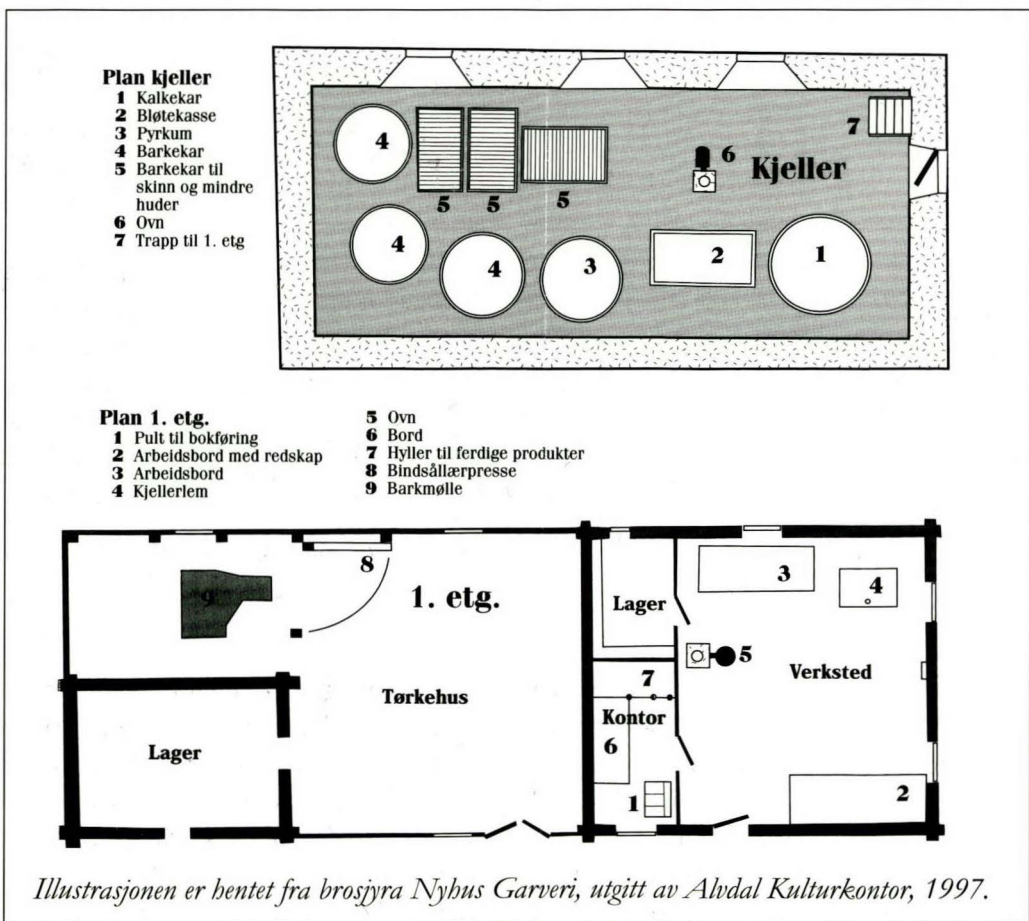 Plan kjeller
1 Kalkekar
2 Bløtekasse
3 Pyrkum
4 Barkekar
5 Barkekar til
skinn og mindre
huder
6 Ovn
7 Trapp til 1. etg
4
5
5
5
4
4
3
6
Kjeller
7
2
1
Plan 1. etg.
1 Pult til bokføring
2 Arbeidsbord med redskap
3 Arbeidsbord
4 Kjellerlem
5 Ovn
6 Bord
7 Hyller til ferdige produkter
8 Bindsållærpresse
9 Barkmølle
9
8
1. etg.
Tørkehus
Lager
Lager
3
4
5
Verksted
7
Kontor
6
1
2
Illustrasjonen er hentet fra brosjyra Nyhus Garveri, utgitt av Alvdal Kulturkontor, 1997.